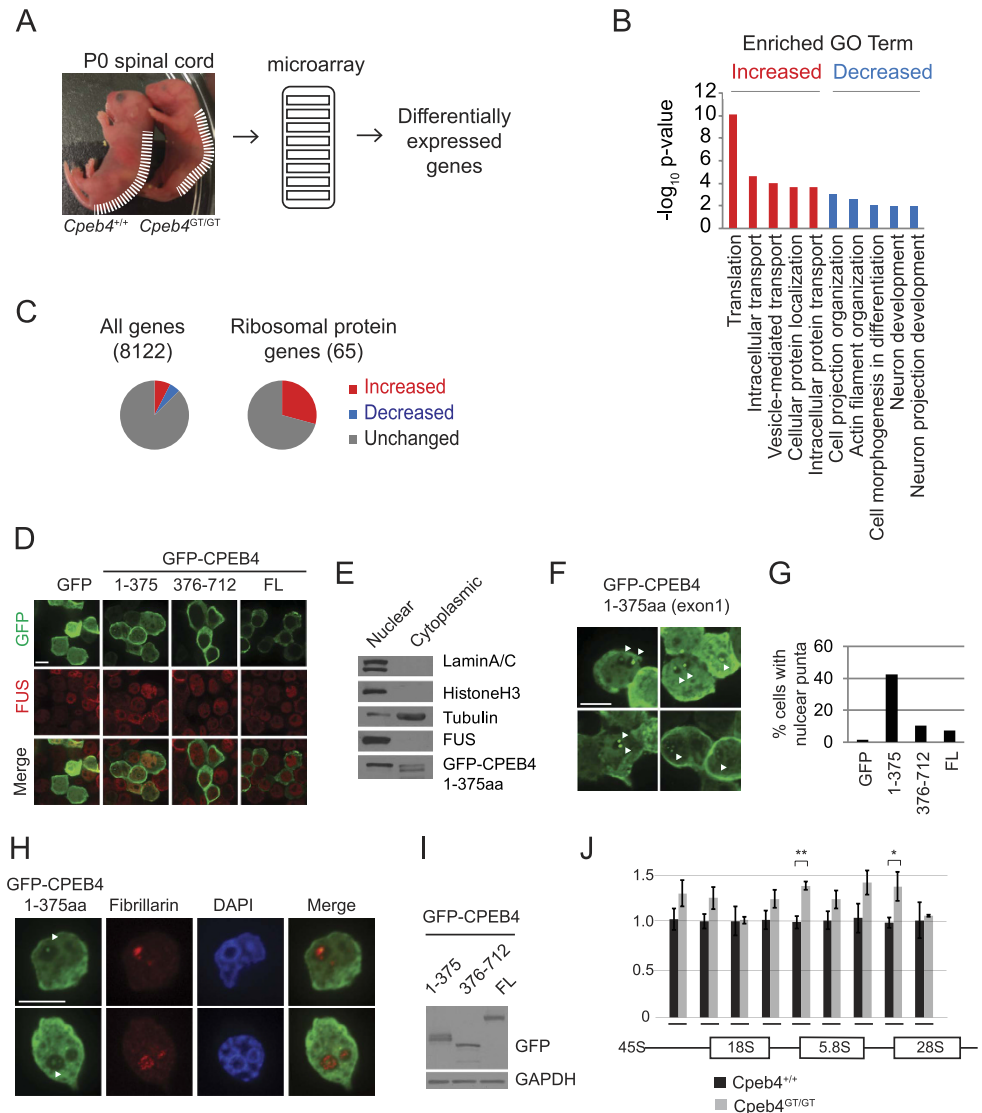 A
P0 spinal cord
Cpeb4+/+ Cpeb4GT/GT
microarray
Differentially
expressed
genes
B
Enriched GO Term
Increased Decreased
-log10 p-value
12
10
8
6
4
2
0
Translation
Intracellular transport
Vesicle-mediated transport
Cellular protein localization
Intracellular protein transport
Cell projection organization
Actin filament organization
Cell morphogenesis in differentiation
Neuron development
Neuron projection development
C
All genes
(8122)
Ribosomal protein
genes (65)
Increased
Decreased
Unchanged
D
GFP-CPEB4
GFP 1-375 376-712 FL
GFP
FUS
Merge
E
Nuclear
Cytoplasmic
LaminA/C
HistoneH3
Tubulin
FUS
GFP-CPEB4
1-375aa
F
GFP-CPEB4
1-375aa (exon1)
G
% cells with
nulcear punta
60
40
20
0
GFP
1-375
376-712
FL
H
GFP-CPEB4
1-375aa Fibrillarin DAPI Merge
I
GFP-CPEB4
1-375
376-712
FL
GFP
GAPDH
J
** *
1.5
1.0
0.5
0
45S 18S 5.8S 28S
Cpeb4+/+
Cpeb4GT/GT